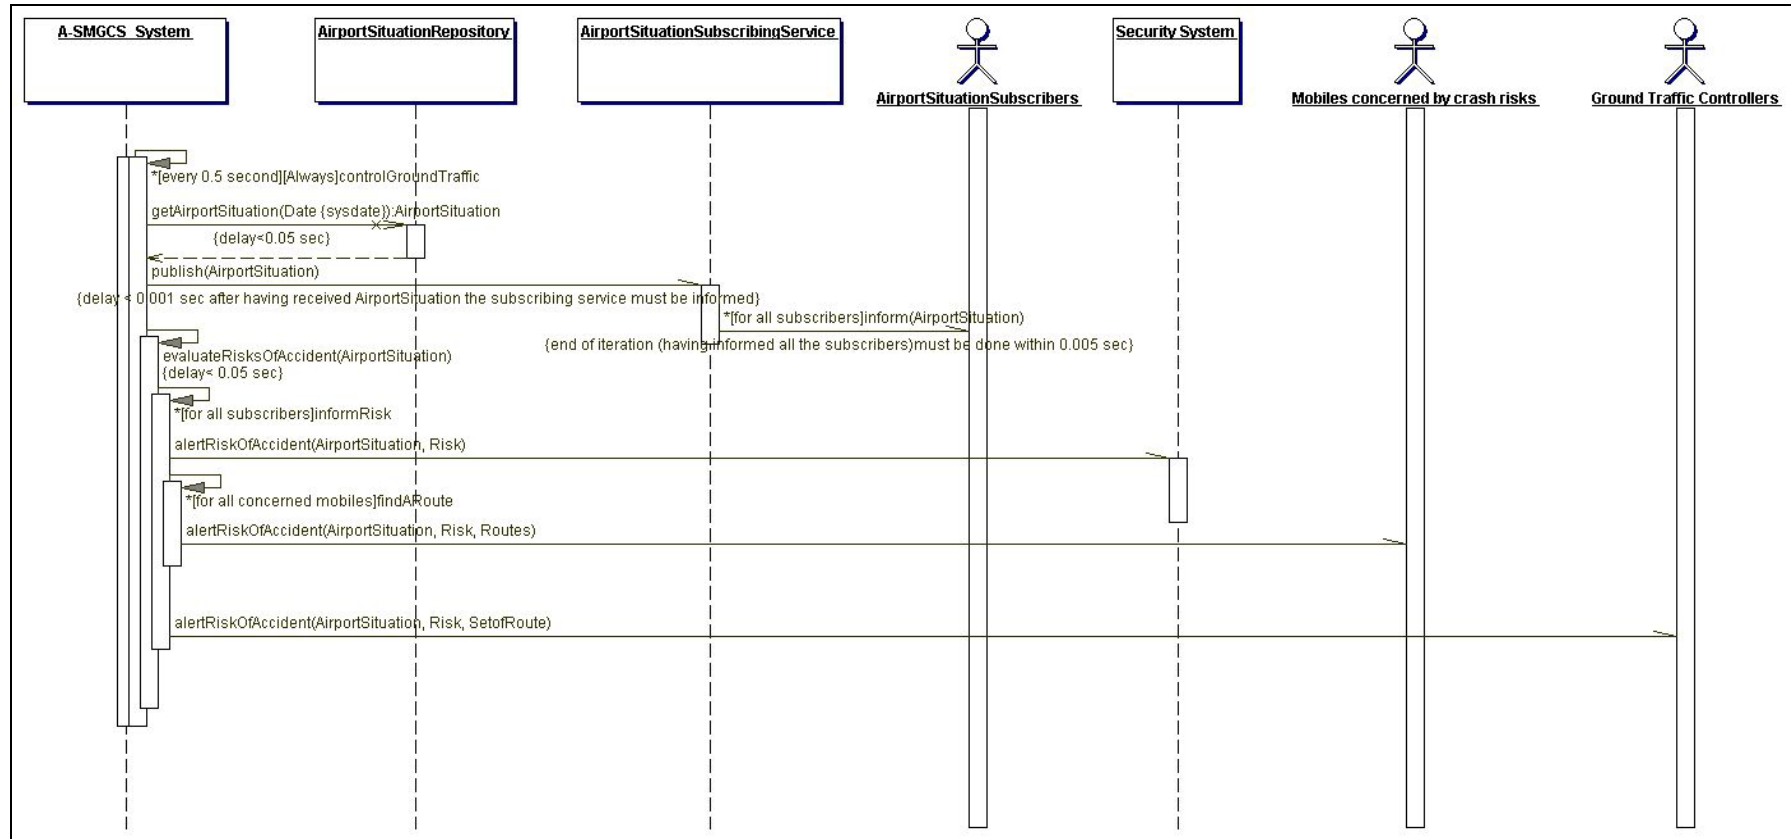 A-SMGCS_System
AirportSituationRepository
AirportSituationSubscribingService
Security System
AirportSituationSubscribers
Mobiles concerned by crash risks
Ground Traffic Controllers
*[every 0.5 second][Always]controlGroundTraffic
getAirportSituation(Date {sysdate}):AirportSituation
{delay<0.05 sec}
publish(AirportSituation)
{delay < 0.001 sec after having received AirportSituation the subscribing service must be informed}
*[for all subscribers]inform(AirportSituation)
{end of iteration (having informed all the subscribers)must be done within 0.005 sec}
evaluateRisksOfAccident(AirportSituation)
{delay< 0.05 sec}
*[for all subscribers]informRisk
alertRiskOfAccident(AirportSituation, Risk)
*[for all concerned mobiles]findARoute
alertRiskOfAccident(AirportSituation, Risk, Routes)
alertRiskOfAccident(AirportSituation, Risk, SetofRoute)